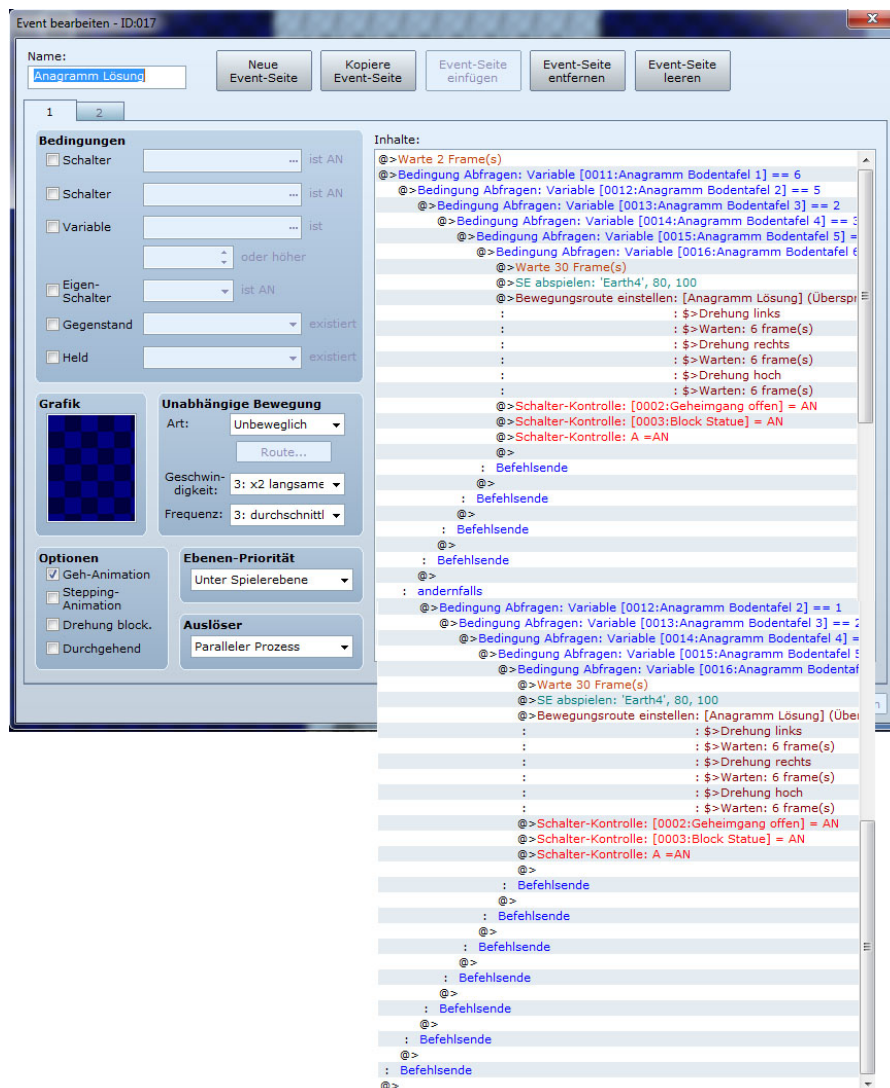 Event bearbeiten - ID:017
Name:
Anagramm Lösung
Neue
Event-Seite
Kopiere
Event-Seite
Event-Seite
einfügen
Event-Seite
entfernen
Event-Seite
leeren
1
2
Bedingungen
Schalter ... ist AN
Schalter ... ist AN
Variable ... ist
oder höher
Eigen-
Schalter
ist AN
Gegenstand existiert
Held existiert
Grafik
Unabhängige Bewegung
Art: Unbeweglich
Route...
Geschwin-
digkeit:
3: x2 langsame
Frequenz: 3: durchschnittl
Optionen
Geh-Animation
Stepping-
Animation
Drehung block.
Durchgehend
Ebenen-Priorität
Unter Spielerebene
Auslöser
Paralleler Prozess
Inhalte:
@>Warte 2 Frame(s)
@>Bedingung Abfragen: Variable [0011:Anagramm Bodentafel 1] == 6
@>Bedingung Abfragen: Variable [0012:Anagramm Bodentafel 2] == 5
@>Bedingung Abfragen: Variable [0013:Anagramm Bodentafel 3] == 2
@>Bedingung Abfragen: Variable [0014:Anagramm Bodentafel 4] == 3
@>Bedingung Abfragen: Variable [0015:Anagramm Bodentafel 5] =
@>Bedingung Abfragen: Variable [0016:Anagramm Bodentafel 6
@>Warte 30 Frame(s)
@>SE abspielen: 'Earth4', 80, 100
@>Bewegungsroute einstellen: [Anagramm Lösung] (Überspr
: : $>Drehung links
: : $>Warten: 6 frame(s)
: : $>Drehung rechts
: : $>Warten: 6 frame(s)
: : $>Drehung hoch
: : $>Warten: 6 frame(s)
@>Schalter-Kontrolle: [0002:Geheimgang offen] = AN
@>Schalter-Kontrolle: [0003:Block Statue] = AN
@>Schalter-Kontrolle: A =AN
@>
: Befehlsende
@>
: Befehlsende
@>
: Befehlsende
@>
: Befehlsende
@>
: andernfalls
@>Bedingung Abfragen: Variable [0012:Anagramm Bodentafel 2] == 1
@>Bedingung Abfragen: Variable [0013:Anagramm Bodentafel 3] == 2
@>Bedingung Abfragen: Variable [0014:Anagramm Bodentafel 4] =
@>Bedingung Abfragen: Variable [0015:Anagramm Bodentafel 5
@>Bedingung Abfragen: Variable [0016:Anagramm Bodentaf
@>Warte 30 Frame(s)
@>SE abspielen: 'Earth4', 80, 100
@>Bewegungsroute einstellen: [Anagramm Lösung] (Über
: : $>Drehung links
: : $>Warten: 6 frame(s)
: : $>Drehung rechts
: : $>Warten: 6 frame(s)
: : $>Drehung hoch
: : $>Warten: 6 frame(s)
@>Schalter-Kontrolle: [0002:Geheimgang offen] = AN
@>Schalter-Kontrolle: [0003:Block Statue] = AN
@>Schalter-Kontrolle: A =AN
@>
: Befehlsende
@>
: Befehlsende
@>
: Befehlsende
@>
: Befehlsende
@>
: Befehlsende
@>
: Befehlsende
@>
: Befehlsende
@>